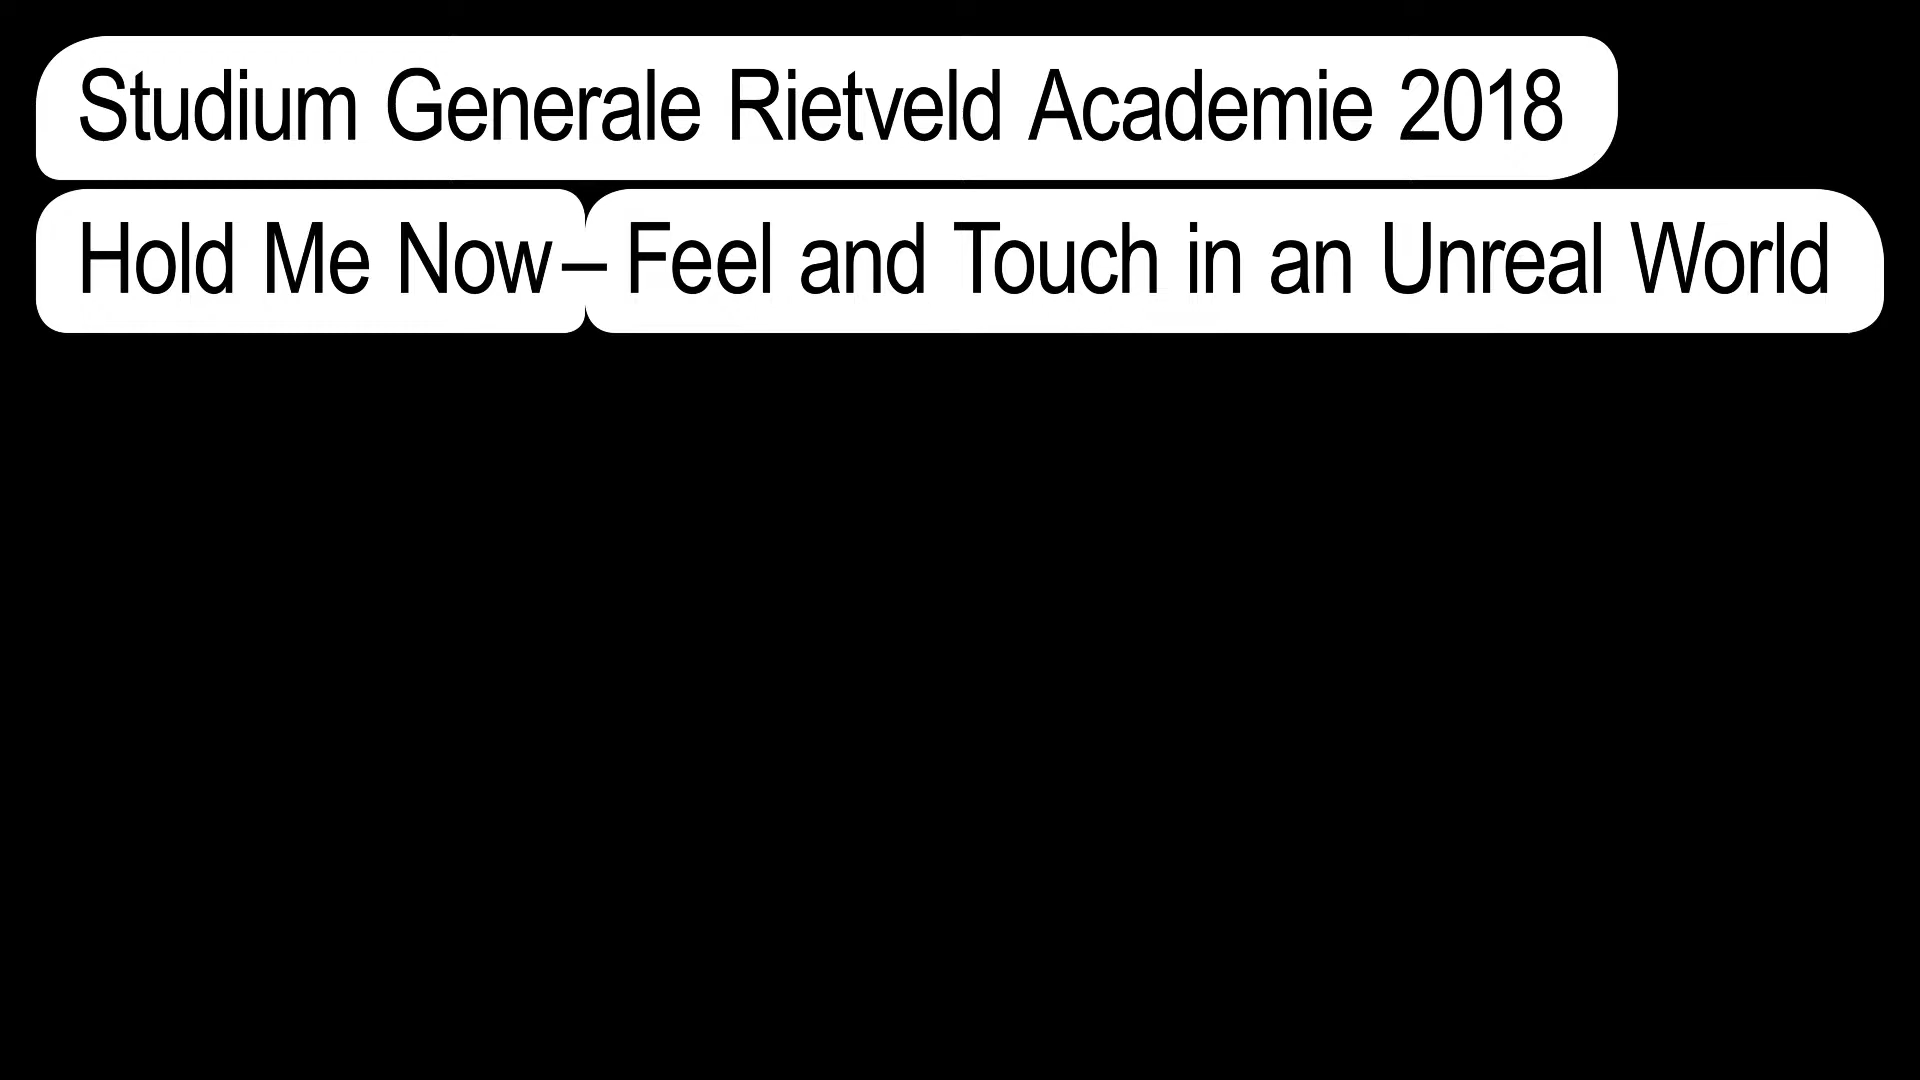 Studium Generale Rietveld Academie 2018
Hold Me Now – Feel and Touch in an Unreal World